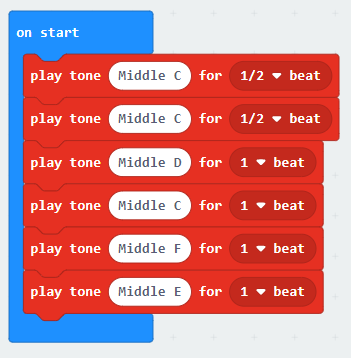 on start
play tone Middle C for 1/2 beat
play tone Middle C for 1/2 beat
play tone Middle D for 1 beat
play tone Middle C for 1 beat
play tone Middle F for 1 beat
play tone Middle E for 1 beat